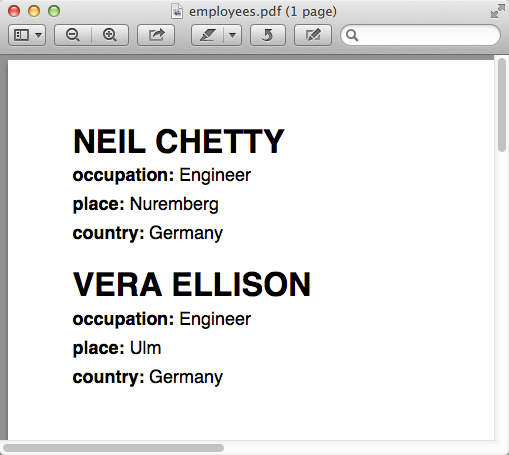 employees.pdf (1 page)
NEIL CHETTY
occupation: Engineer
place: Nuremberg
country: Germany
VERA ELLISON
occupation: Engineer
place: Ulm
country: Germany